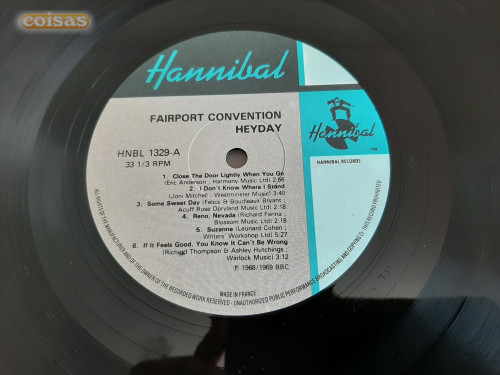 coisas
Hannibal
FAIRPORT CONVENTION
HEYDAY
HNBL 1329-A
33 1/3 RPM
Hannibal
TM
HANNIBAL RECORDS
1. Close The Door Lightly When You Go
(Eric Anderson ; Harmony Music Ltd) 2:56
2. I Don't Know Where I Stand
(Joni Mitchell ; Westminster Music) 3:40
3. Some Sweet Day (Felice & Boudleaux Bryant ;
Acuff Rose Opryland Music) 2:18
4. Reno, Nevada (Richard Farina ;
Blossom Music Ltd) 2:18
5. Suzanne (Leonard Cohen ;
Writers' Workshop Ltd) 5:27
6. If It Feels Good, You Know It Can't Be Wrong
(Richard Thompson & Ashley Hutchings ;
Warlock Music) 3:12
℗ 1968/1969 BBC
MADE IN FRANCE
ALL RIGHTS OF THE MANUFACTURER AND OF THE OWNER OF THE RECORDED WORK RESERVED - UNAUTHORIZED PUBLIC PERFORMANCE BROADCASTING AND COPYING OF THIS RECORD PROHIBITED